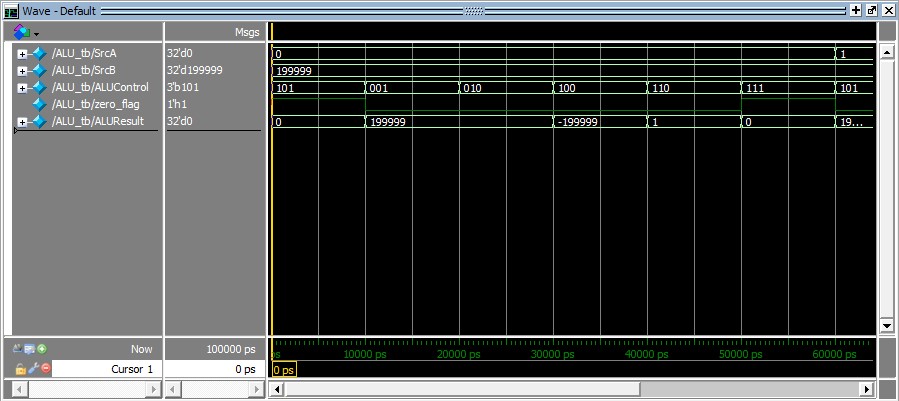 Wave - Default
Msgs
/ALU_tb/SrcA 32'd0 0 1
/ALU_tb/SrcB 32'd199999 199999
/ALU_tb/ALUControl 3'b101 101 001 010 100 110 111 101
/ALU_tb/zero_flag 1'h1
/ALU_tb/ALUResult 32'd0 0 199999 -199999 1 0 19...
Now 100000 ps ps 10000 ps 20000 ps 30000 ps 40000 ps 50000 ps 60000 ps
Cursor 1 0 ps 0 ps